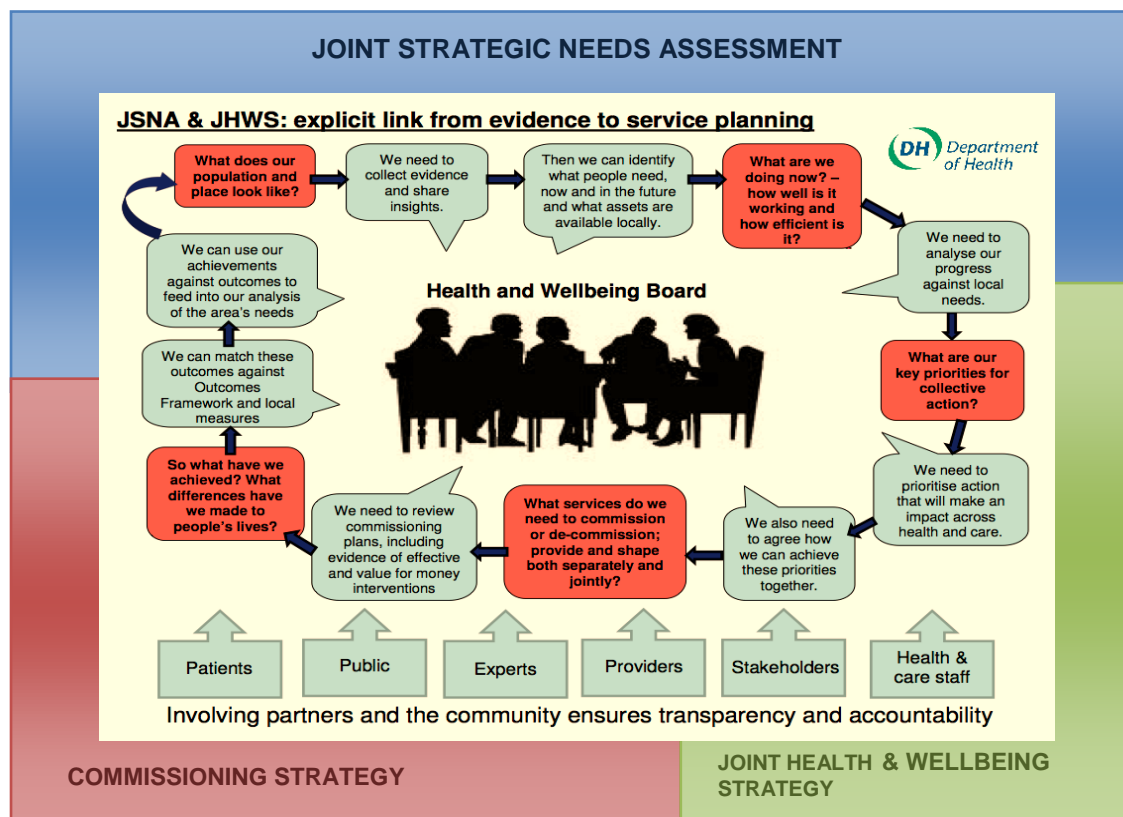 JOINT STRATEGIC NEEDS ASSESSMENT
JSNA & JHWS: explicit link from evidence to service planning
DH Department
of Health
What does our
population and
place look like?
We need to
collect evidence
and share
insights.
Then we can identify
what people need,
now and in the future
and what assets are
available locally.
What are we
doing now? –
how well is it
working and
how efficient is
it?
We need to
analyse our
progress
against local
needs.
What are our
key priorities for
collective
action?
We need to
prioritise action
that will make an
impact across
health and care.
We also need
to agree how
we can achieve
these priorities
together.
What services do we
need to commission
or de-commission;
provide and shape
both separately and
jointly?
We need to review
commissioning
plans, including
evidence of effective
and value for money
interventions
So what have we
achieved? What
differences have
we made to
people's lives?
We can match these
outcomes against
Outcomes
Framework and local
measures
We can use our
achievements
against outcomes to
feed into our analysis
of the area's needs
Health and Wellbeing Board
Patients
Public
Experts
Providers
Stakeholders
Health &
care staff
Involving partners and the community ensures transparency and accountability
COMMISSIONING STRATEGY
JOINT HEALTH & WELLBEING
STRATEGY